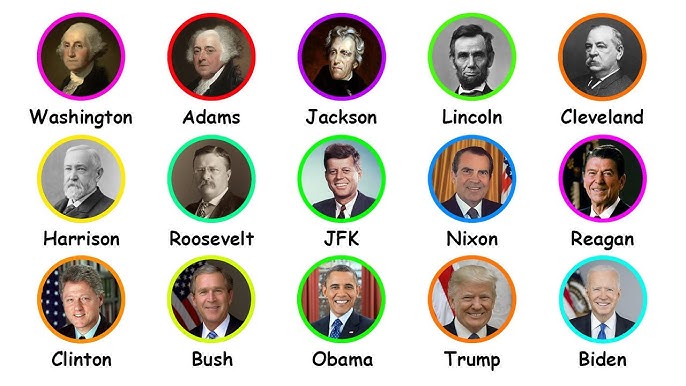 Washington Adams Jackson Lincoln Cleveland
Harrison Roosevelt JFK Nixon Reagan
Clinton Bush Obama Trump Biden